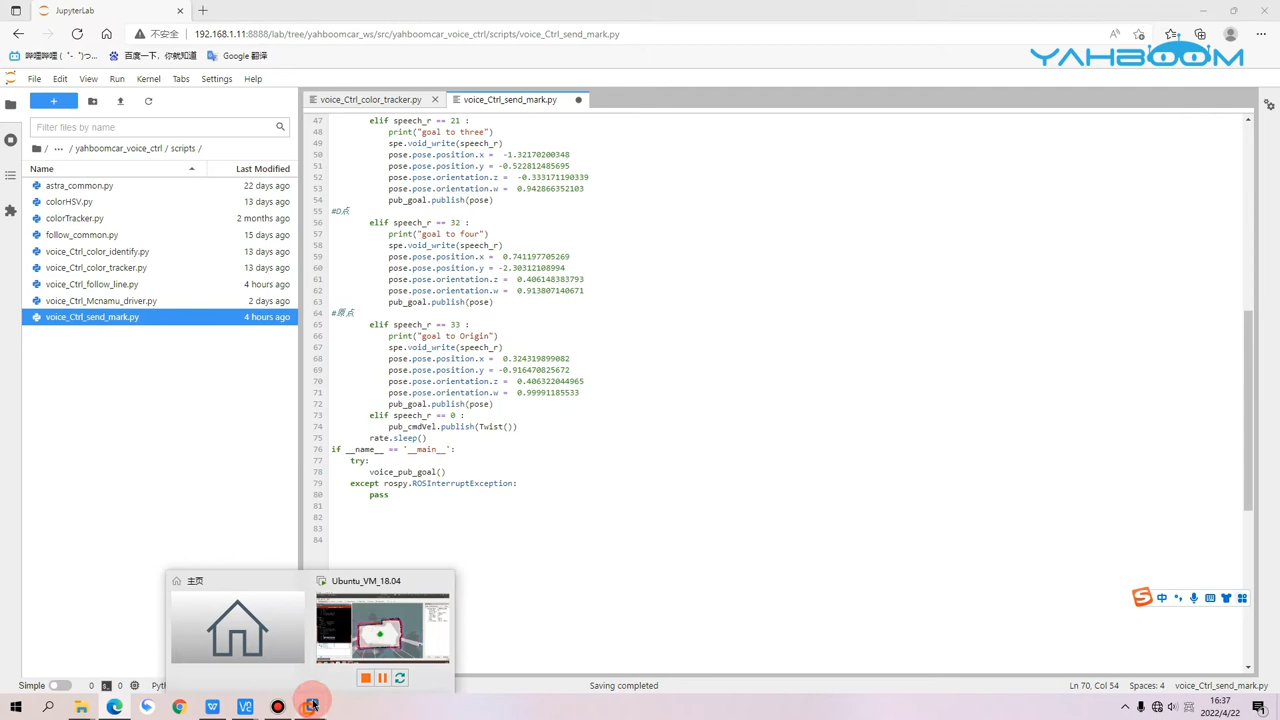 JupyterLab
不安全
192.168.1.11:8888/lab/tree/yahboomcar_ws/src/yahboomcar_voice_ctrl/scripts/voice_Ctrl_send_mark.py
哔哩哔哩 (゜-゜)つ... 百度一下，你就知道 Google 翻译
YAHBOOM
File Edit View Run Kernel Tabs Settings Help
voice_Ctrl_color_tracker.py voice_Ctrl_send_mark.py
Filter files by name
/ ··· / yahboomcar_voice_ctrl / scripts /
Name Last Modified
astra_common.py 22 days ago
colorHSV.py 13 days ago
colorTracker.py 2 months ago
follow_common.py 15 days ago
voice_Ctrl_color_identify.py 13 days ago
voice_Ctrl_color_tracker.py 13 days ago
voice_Ctrl_follow_line.py 4 hours ago
voice_Ctrl_Mcnamu_driver.py 2 days ago
voice_Ctrl_send_mark.py 4 hours ago
47 elif speech_r == 21 :
48 print("goal to three")
49 spe.void_write(speech_r)
50 pose.pose.position.x = -1.32170200348
51 pose.pose.position.y = -0.522812485695
52 pose.pose.orientation.z = -0.333171190339
53 pose.pose.orientation.w = 0.942866352103
54 pub_goal.publish(pose)
55 #D点
56 elif speech_r == 32 :
57 print("goal to four")
58 spe.void_write(speech_r)
59 pose.pose.position.x = 0.741197705269
60 pose.pose.position.y = -2.30312108994
61 pose.pose.orientation.z = 0.406148383793
62 pose.pose.orientation.w = 0.913807140671
63 pub_goal.publish(pose)
64 #原点
65 elif speech_r == 33 :
66 print("goal to Origin")
67 spe.void_write(speech_r)
68 pose.pose.position.x = 0.324319899082
69 pose.pose.position.y = -0.916470825672
70 pose.pose.orientation.z = 0.406322044965
71 pose.pose.orientation.w = 0.99991185533
72 pub_goal.publish(pose)
73 elif speech_r == 0 :
74 pub_cmdVel.publish(Twist())
75 rate.sleep()
76 if __name__ == '__main__':
77 try:
78 voice_pub_goal()
79 except rospy.ROSInterruptException:
80 pass
81
82
83
84
主页 Ubuntu_VM_18.04
中
Simple 0 0 Pyth
Saving completed
Ln 70, Col 54 Spaces: 4 voice_Ctrl_send_mark.py
16:37
2022/4/22